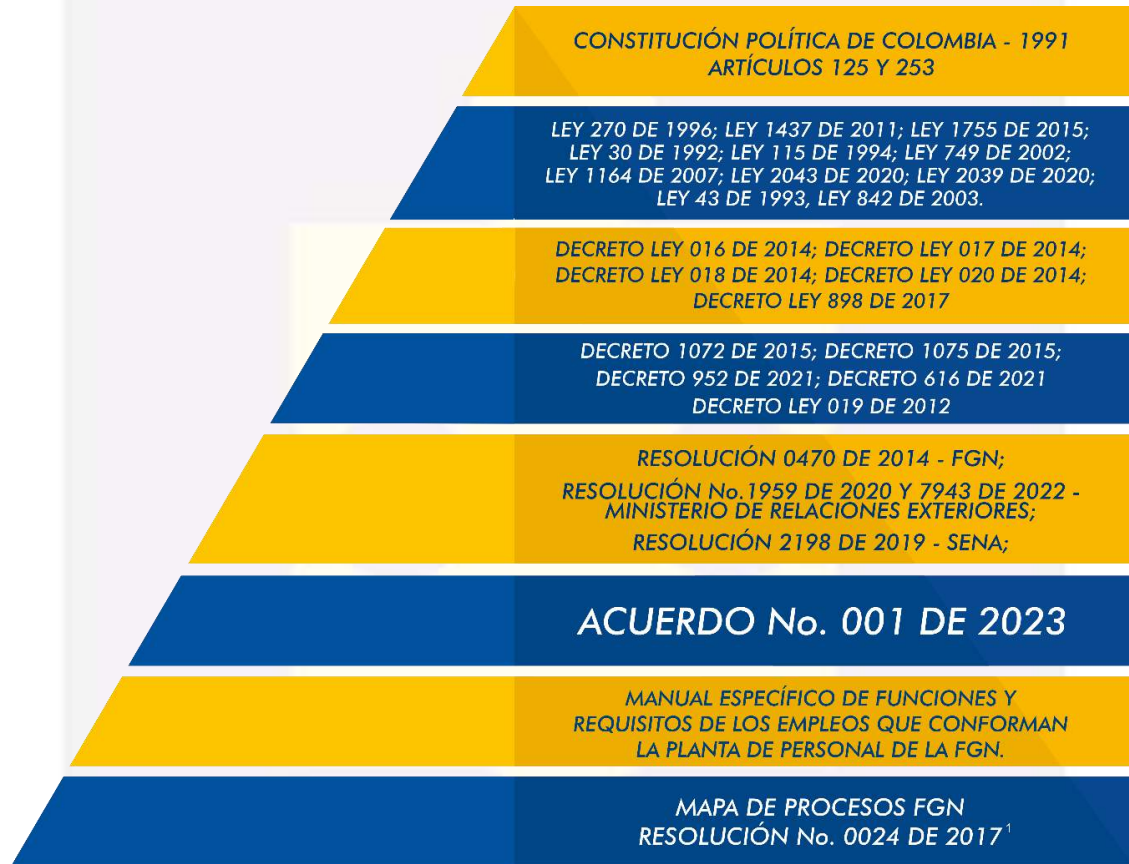 CONSTITUCIÓN POLÍTICA DE COLOMBIA - 1991
ARTÍCULOS 125 Y 253
LEY 270 DE 1996; LEY 1437 DE 2011; LEY 1755 DE 2015;
LEY 30 DE 1992; LEY 115 DE 1994; LEY 749 DE 2002;
LEY 1164 DE 2007; LEY 2043 DE 2020; LEY 2039 DE 2020;
LEY 43 DE 1993, LEY 842 DE 2003.
DECRETO LEY 016 DE 2014; DECRETO LEY 017 DE 2014;
DECRETO LEY 018 DE 2014; DECRETO LEY 020 DE 2014;
DECRETO LEY 898 DE 2017
DECRETO 1072 DE 2015; DECRETO 1075 DE 2015;
DECRETO 952 DE 2021; DECRETO 616 DE 2021
DECRETO LEY 019 DE 2012
RESOLUCIÓN 0470 DE 2014 - FGN;
RESOLUCIÓN No.1959 DE 2020 Y 7943 DE 2022 -
MINISTERIO DE RELACIONES EXTERIORES;
RESOLUCIÓN 2198 DE 2019 - SENA;
ACUERDO No. 001 DE 2023
MANUAL ESPECÍFICO DE FUNCIONES Y
REQUISITOS DE LOS EMPLEOS QUE CONFORMAN
LA PLANTA DE PERSONAL DE LA FGN.
MAPA DE PROCESOS FGN
RESOLUCIÓN No. 0024 DE 2017¹